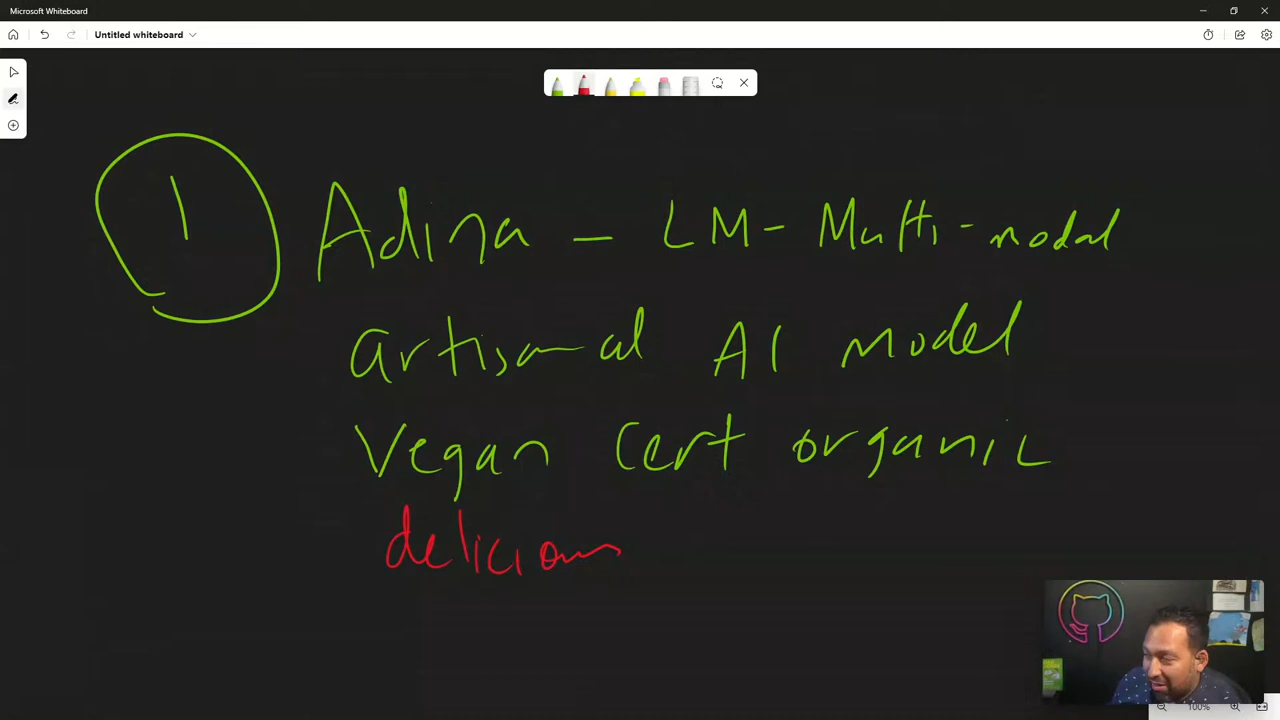 Microsoft Whiteboard
Untitled whiteboard
1 Adina - LM - Multi-modal
artisanal AI model
Vegan Cert organic
delicious
100%